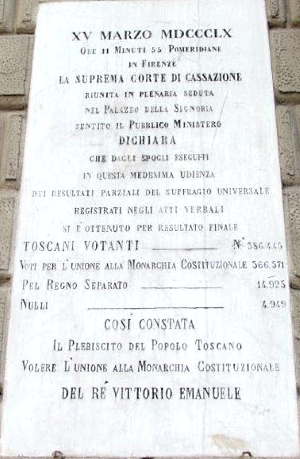 XV MARZO MDCCCLX
ORE 11 MINUTI 55 POMERIDIANE
IN FIRENZE
LA SUPREMA CORTE DI CASSAZIONE
RIUNITA IN PLENARIA SEDUTA
NEL PALAZZO DELLA SIGNORIA
SENTITO IL PUBBLICO MINISTERO
DICHIARA
CHE DAGLI SPOGLI ESEGUITI
IN QUESTA MEDESIMA UDIENZA
DEI RESULTATI PARZIALI DEL SUFFRAGIO UNIVERSALE
REGISTRATI NEGLI ATTI VERBALI
SI È OTTENUTO PER RESULTATO FINALE
TOSCANI VOTANTI N° 386.445
VOTI PER L'UNIONE ALLA MONARCHIA COSTITUZIONALE 366.571
PEL REGNO SEPARATO 14.925
NULLI 4.949
COSÍ CONSTATA
IL PLEBISCITO DEL POPOLO TOSCANO
VOLERE L'UNIONE ALLA MONARCHIA COSTITUZIONALE
DEL RÉ VITTORIO EMANUELE